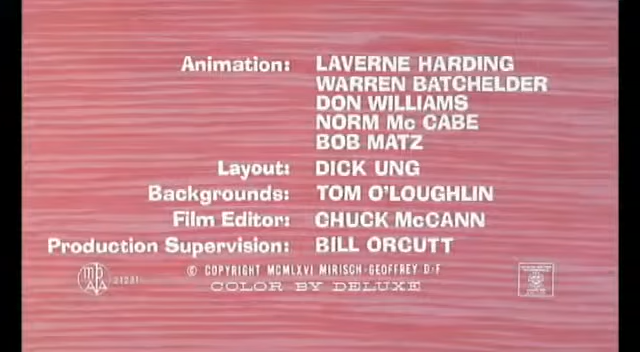 Animation: LAVERNE HARDING
WARREN BATCHELDER
DON WILLIAMS
NORM Mc CABE
BOB MATZ
Layout: DICK UNG
Backgrounds: TOM O'LOUGHLIN
Film Editor: CHUCK McCANN
Production Supervision: BILL ORCUTT
© COPYRIGHT MCMLXVI MIRISCH-GEOFFREY D-F
COLOR BY DELUXE